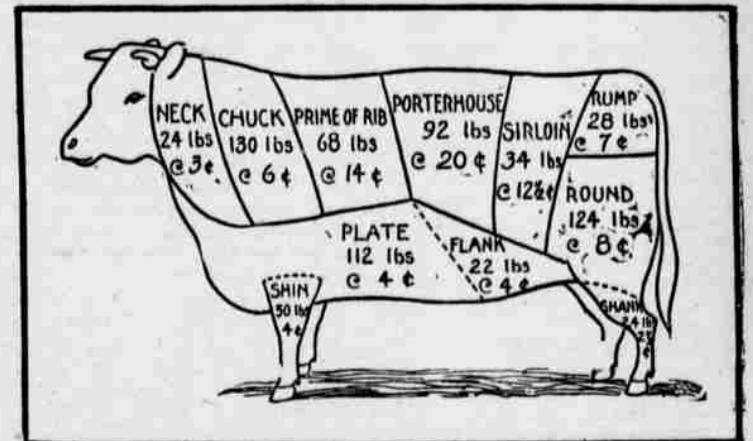 NECK
24 lbs
@ 3¢
CHUCK
130 lbs
@ 6 ¢
PRIME OF RIB
68 lbs
@ 14 ¢
PORTERHOUSE
92 lbs
@ 20 ¢
SIRLOIN
34 lbs
@ 12½ ¢
RUMP
28 lbs
@ 7 ¢
ROUND
124 lbs
@ 8 ¢
PLATE
112 lbs
@ 4 ¢
FLANK
22 lbs
@ 4 ¢
SHIN
50 lbs
4¢
SHANK
24 lb
¢